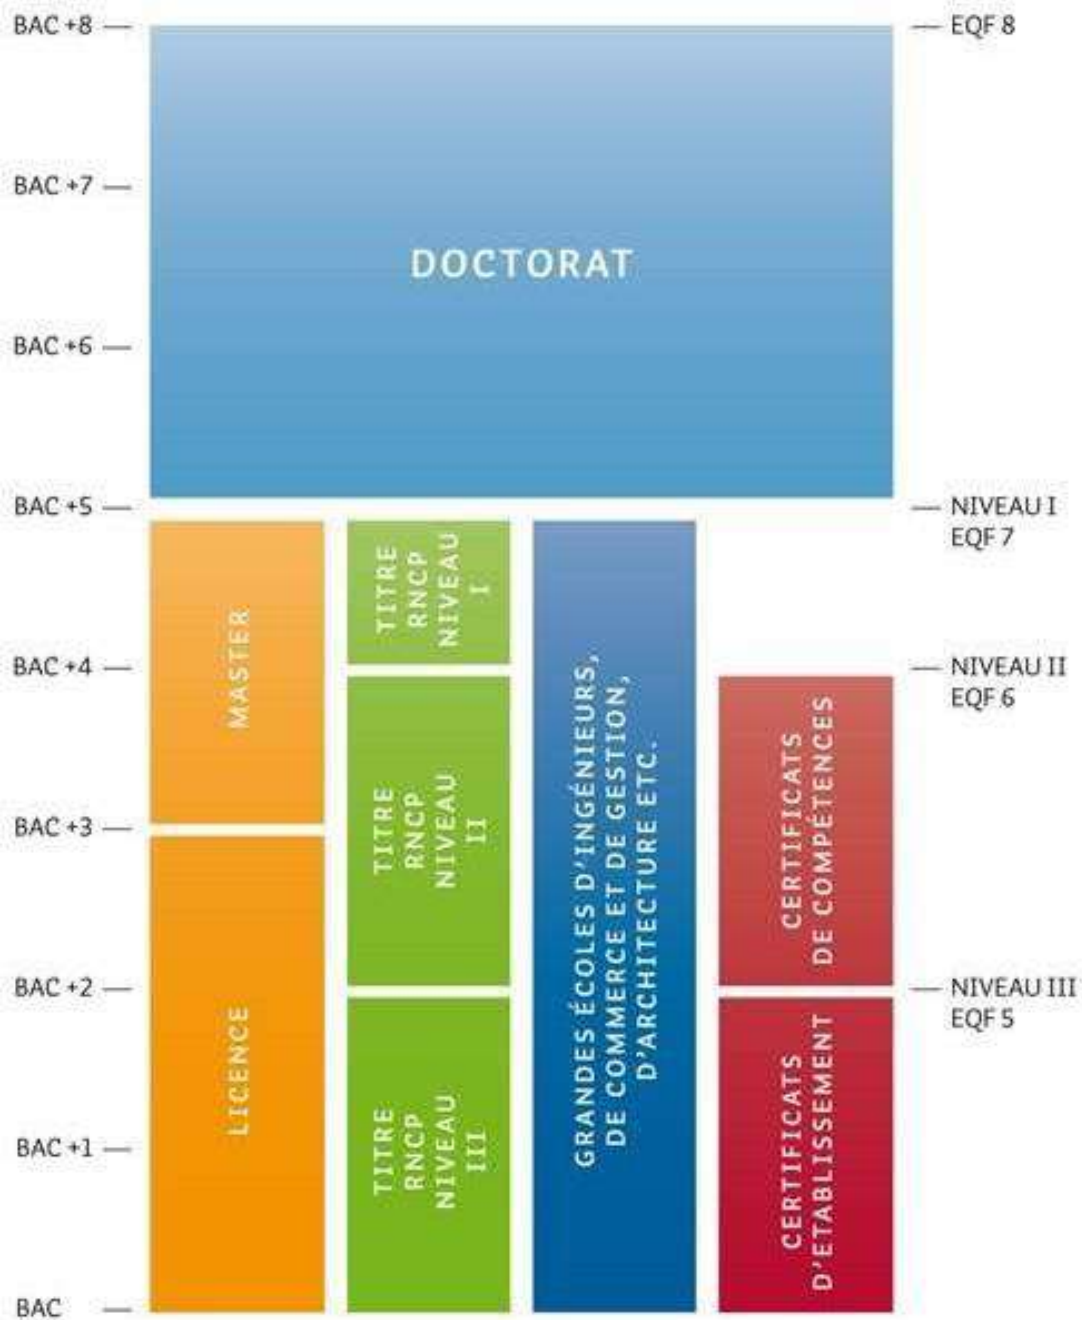 BAC +8
EQF 8
BAC +7
DOCTORAT
BAC +6
BAC +5
NIVEAU I
EQF 7
MASTER
TITRE
RNCP
NIVEAU
I
BAC +4
NIVEAU II
EQF 6
BAC +3
TITRE
RNCP
NIVEAU
II
GRANDES ÉCOLES D'INGÉNIEURS,
DE COMMERCE ET DE GESTION,
D'ARCHITECTURE ETC.
CERTIFICATS
DE COMPÉTENCES
BAC +2
NIVEAU III
EQF 5
LICENCE
TITRE
RNCP
NIVEAU
III
CERTIFICATS
D'ETABLISSEMENT
BAC +1
BAC